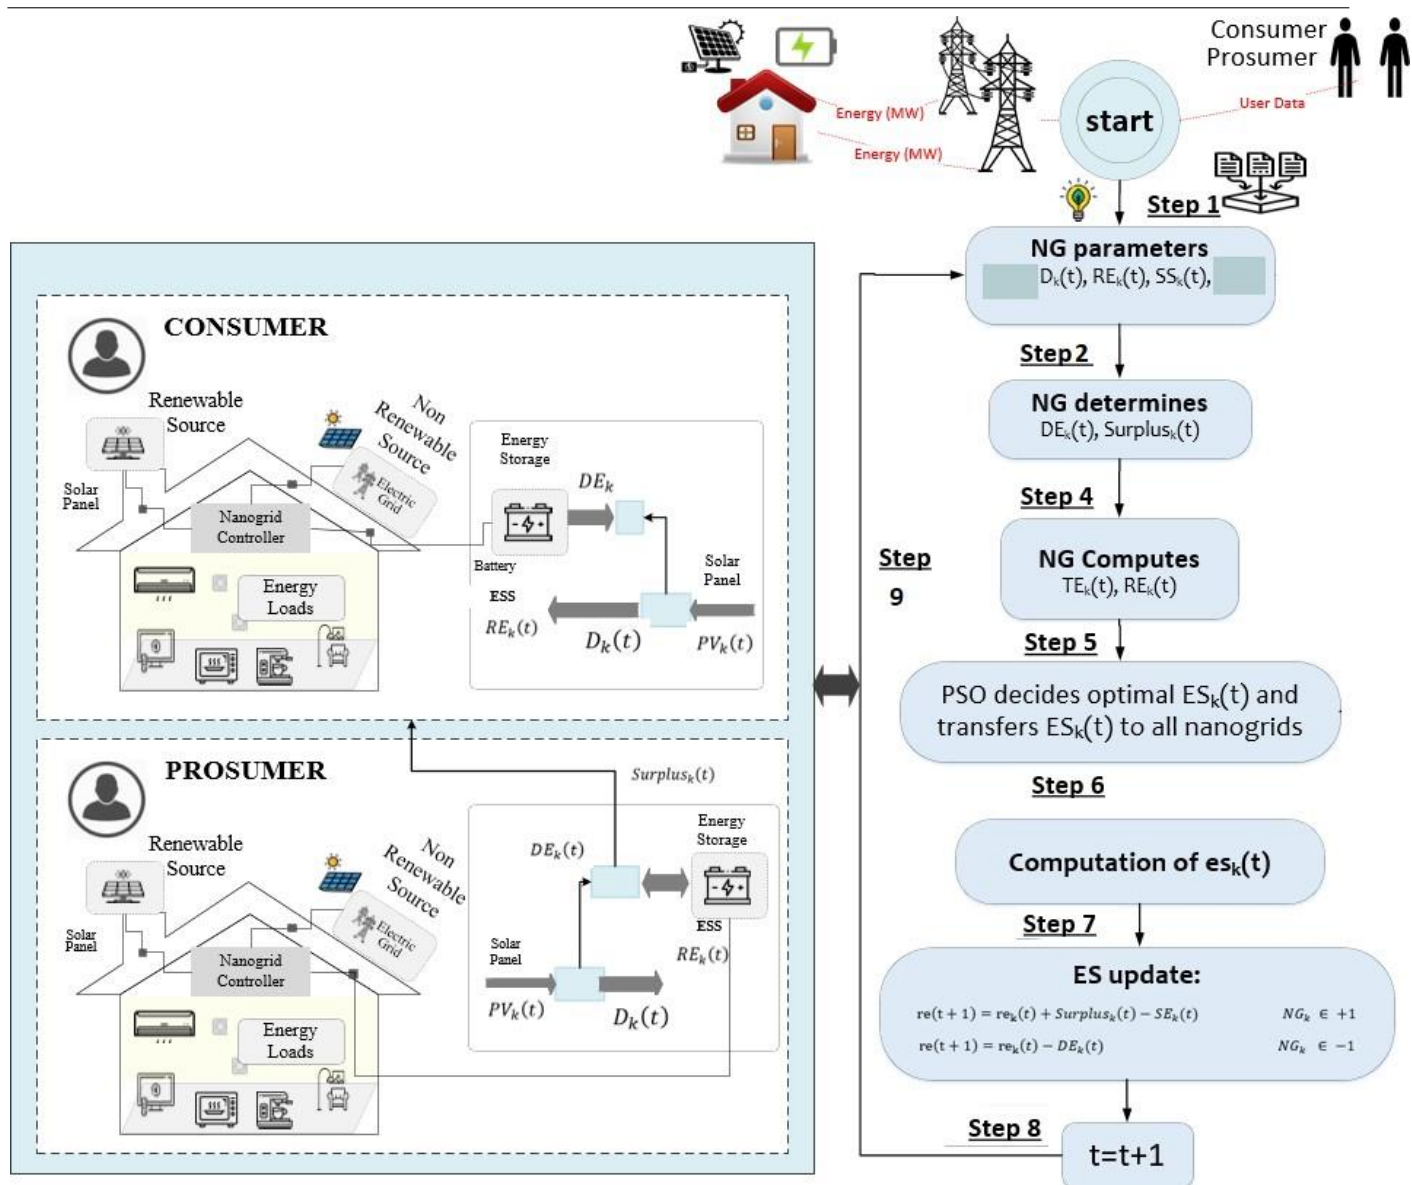 Consumer
Prosumer
Energy (MW)
Energy (MW)
User Data
start
Step 1
NG parameters
Dₖ(t), REₖ(t), SSₖ(t),
Step2
NG determines
DEₖ(t), Surplusₖ(t)
Step 4
NG Computes
TEₖ(t), REₖ(t)
Step 5
PSO decides optimal ESₖ(t) and
transfers ESₖ(t) to all nanogrids
Step 6
Computation of esₖ(t)
Step 7
ES update:
re(t + 1) = reₖ(t) + Surplusₖ(t) − SEₖ(t) NGₖ ∈ +1
re(t + 1) = reₖ(t) − DEₖ(t) NGₖ ∈ −1
Step 8
t=t+1
Step
9
CONSUMER
Renewable
Source
Non
Renewable
Source
Solar
Panel
Electric
Grid
Nanogrid
Controller
Energy
Loads
Energy
Storage
DEₖ
Battery
ESS
REₖ(t)
Dₖ(t)
Solar
Panel
PVₖ(t)
PROSUMER
Surplusₖ(t)
Renewable
Source
Non
Renewable
Source
Solar
Panel
Electric
Grid
Nanogrid
Controller
Energy
Loads
Energy
Storage
DEₖ(t)
ESS
REₖ(t)
Solar
Panel
PVₖ(t)
Dₖ(t)